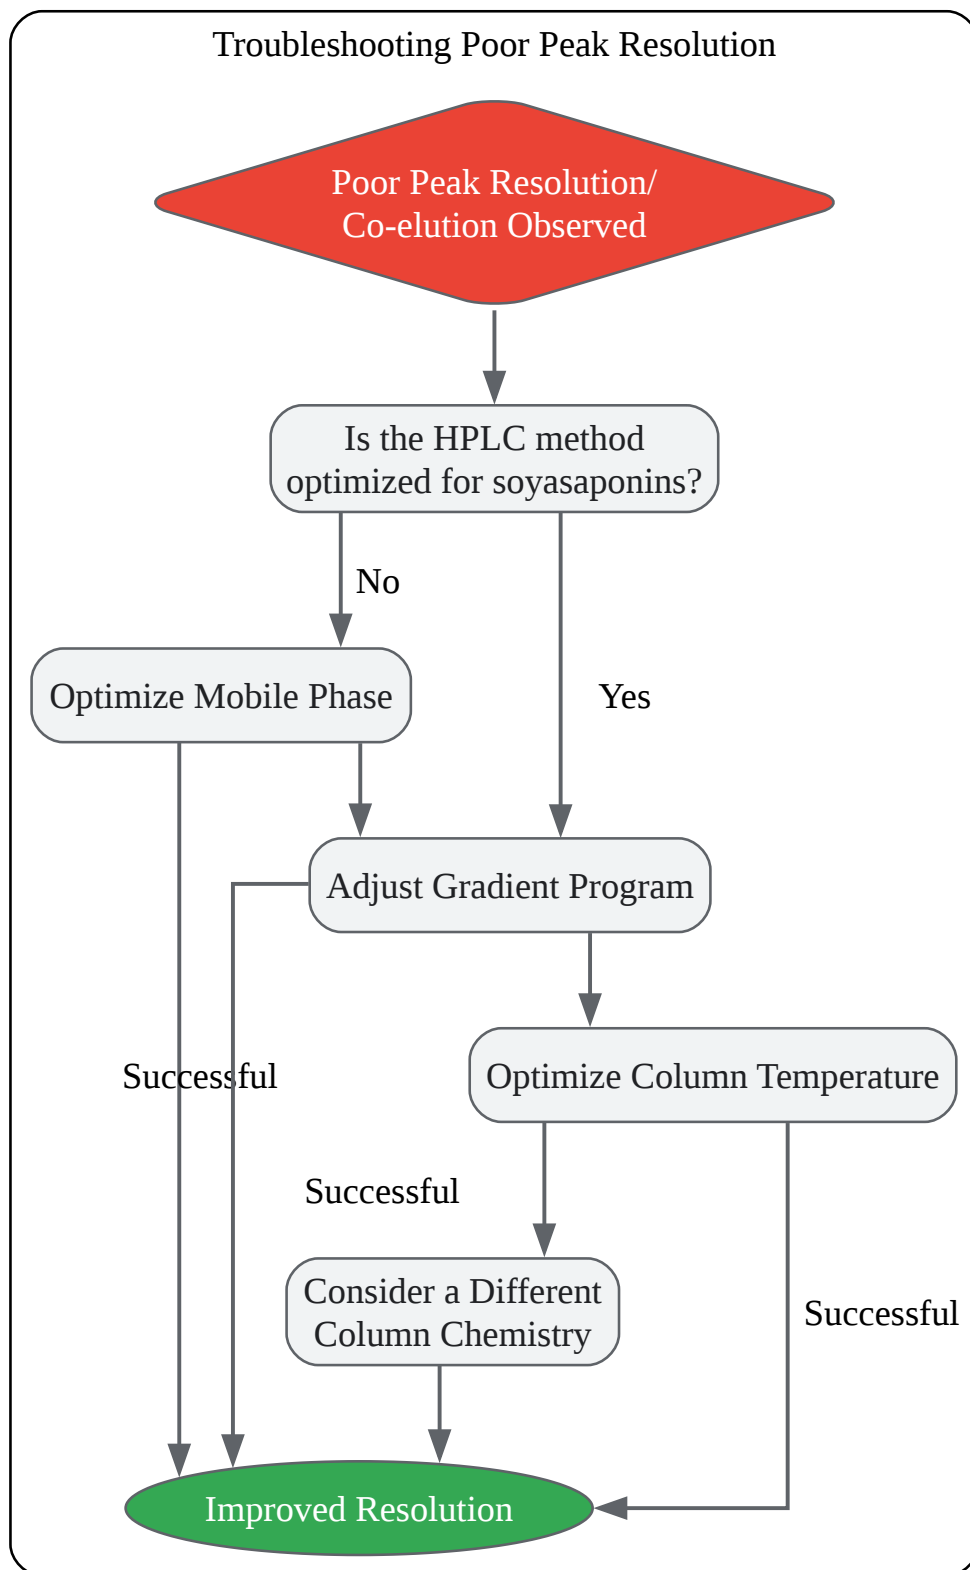 Troubleshooting Poor Peak Resolution
Poor Peak Resolution/
Co-elution Observed
Is the HPLC method
optimized for soyasaponins?
No
Optimize Mobile Phase
Yes
Adjust Gradient Program
Successful
Optimize Column Temperature
Successful
Consider a Different
Column Chemistry
Successful
Improved Resolution